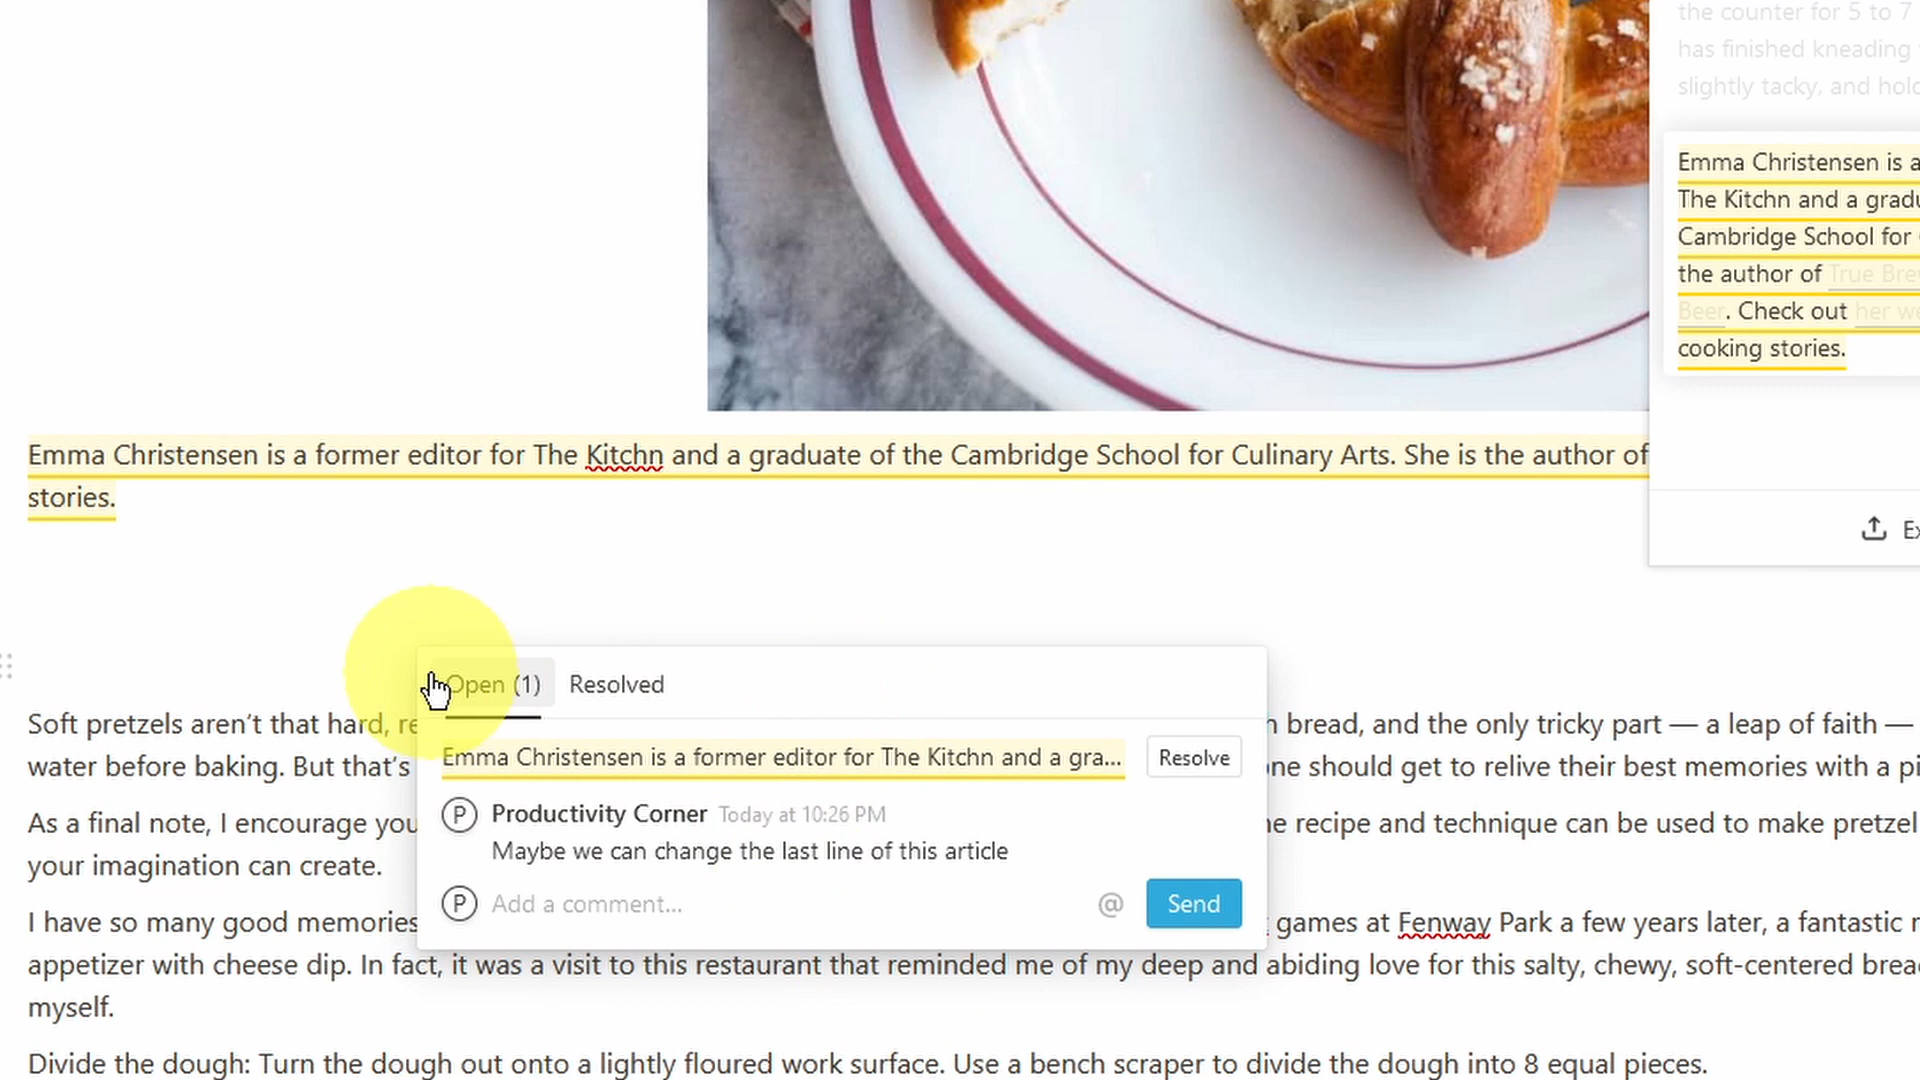 the counter for 5 to 7
has finished kneading
slightly tacky, and hold
Emma Christensen is a
The Kitchn and a gradu
Cambridge School for
the author of True Bre
Beer. Check out her we
cooking stories.
Ex
Emma Christensen is a former editor for The Kitchn and a graduate of the Cambridge School for Culinary Arts. She is the author of
stories.
Open (1) Resolved
Emma Christensen is a former editor for The Kitchn and a gra... Resolve
P Productivity Corner Today at 10:26 PM
Maybe we can change the last line of this article
P Add a comment... @ Send
Soft pretzels aren't that hard, re bread, and the only tricky part — a leap of faith —
water before baking. But that's one should get to relive their best memories with a pi
As a final note, I encourage you he recipe and technique can be used to make pretzel
your imagination can create.
I have so many good memories games at Fenway Park a few years later, a fantastic r
appetizer with cheese dip. In fact, it was a visit to this restaurant that reminded me of my deep and abiding love for this salty, chewy, soft-centered brea
myself.
Divide the dough: Turn the dough out onto a lightly floured work surface. Use a bench scraper to divide the dough into 8 equal pieces.